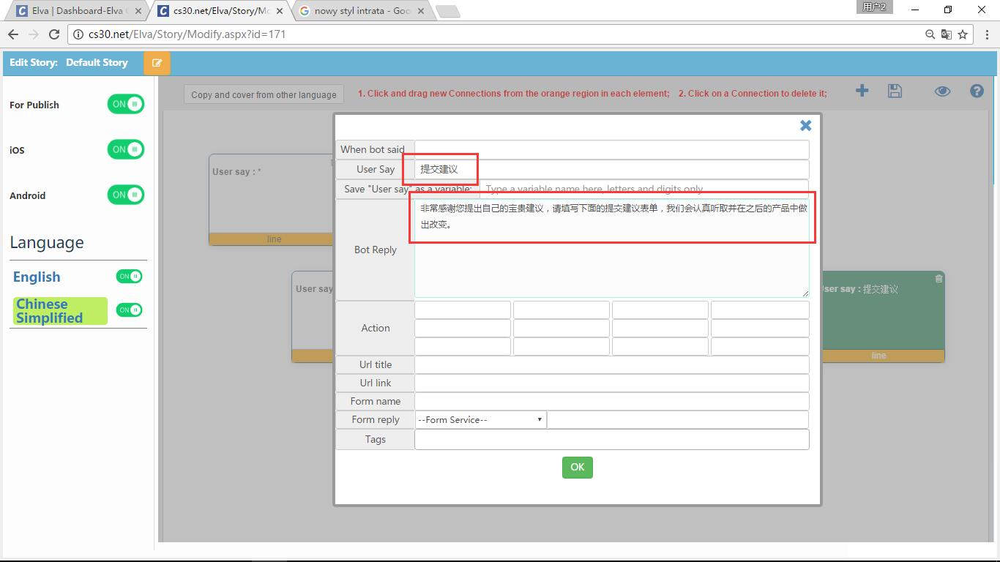 Elva | Dashboard-Elva
cs30.net/Elva/Story/Mo
nowy styl intrata - Goo
用户2
cs30.net/Elva/Story/Modify.aspx?id=171
Edit Story: Default Story
Copy and cover from other language
1. Click and drag new Connections from the orange region in each element; 2. Click on a Connection to delete it;
For Publish ON
iOS ON
Android ON
Language
English ON
Chinese Simplified ON
User say : *
line
User say
When bot said
User Say 提交建议
Save "User say" as a variable: Type a variable name here, letters and digits only
Bot Reply
非常感谢您提出自己的宝贵建议，请填写下面的提交建议表单，我们会认真听取并在之后的产品中做
出改变。
Action
Url title
Url link
Form name
Form reply --Form Service--
Tags
OK
User say : 提交建议
line